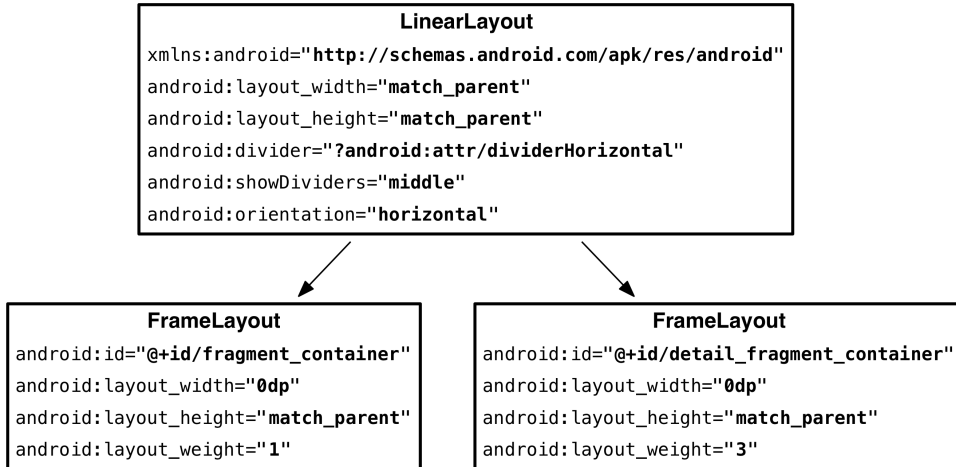 LinearLayout
xmlns:android="http://schemas.android.com/apk/res/android"
android:layout_width="match_parent"
android:layout_height="match_parent"
android:divider="?android:attr/dividerHorizontal"
android:showDividers="middle"
android:orientation="horizontal"
FrameLayout
android:id="@+id/fragment_container"
android:layout_width="0dp"
android:layout_height="match_parent"
android:layout_weight="1"
FrameLayout
android:id="@+id/detail_fragment_container"
android:layout_width="0dp"
android:layout_height="match_parent"
android:layout_weight="3"